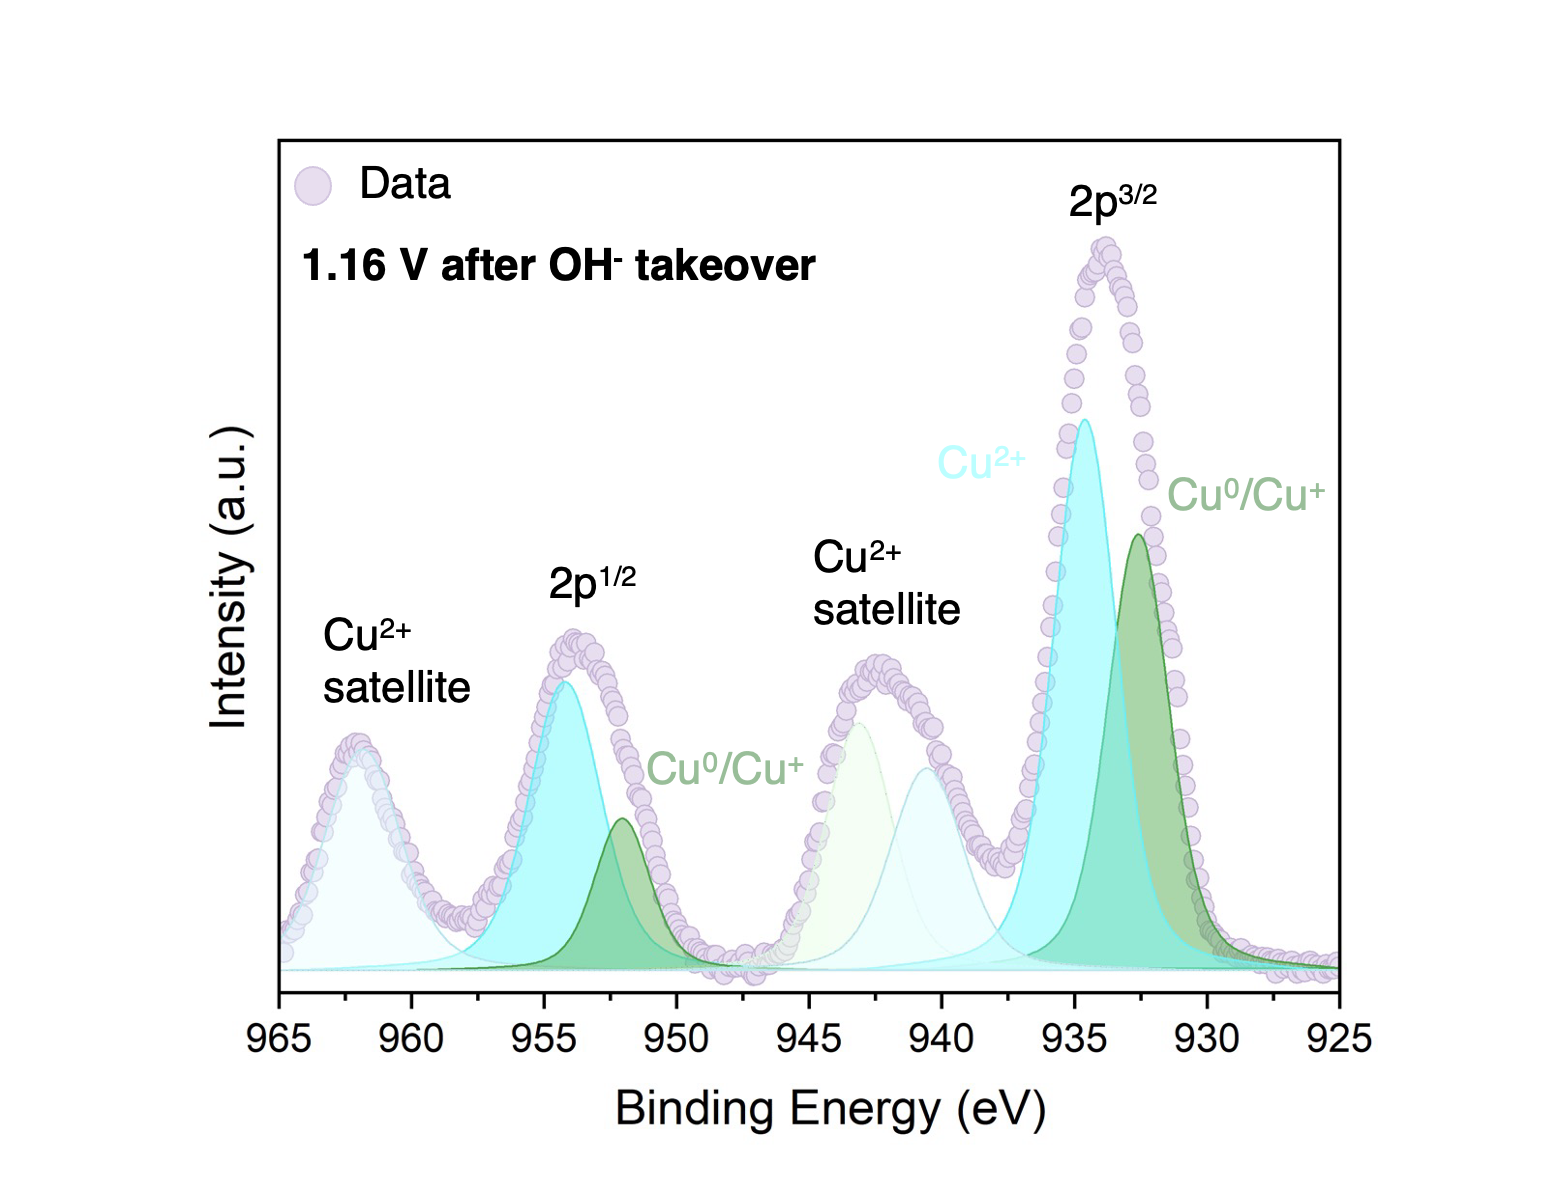 Data
1.16 V after OH⁻ takeover
2p³/²
Cu²⁺
Cu⁰/Cu⁺
Cu²⁺
satellite
2p¹/²
Cu²⁺
satellite
Cu⁰/Cu⁺
Intensity (a.u.)
965 960 955 950 945 940 935 930 925
Binding Energy (eV)